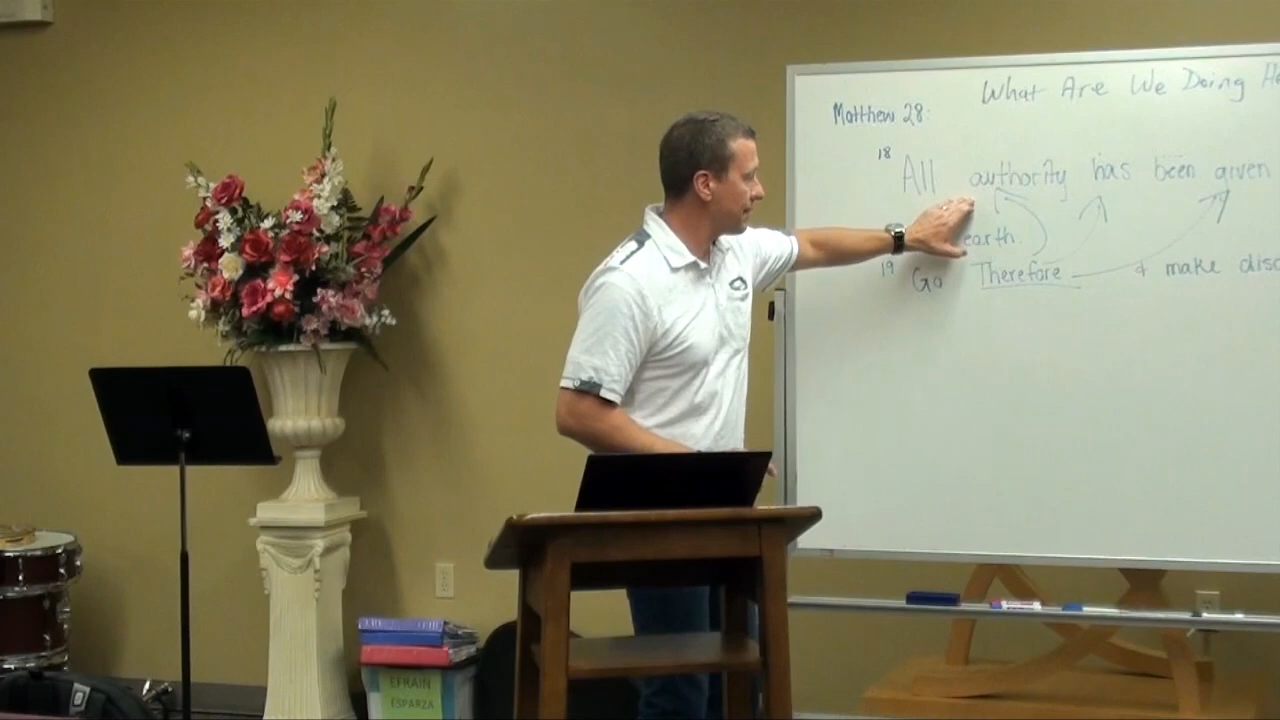 What Are We Doing
Matthew 28:
18 All authority has been given
earth
19 Go Therefore & make disc
EFRAIN
ESPARZA